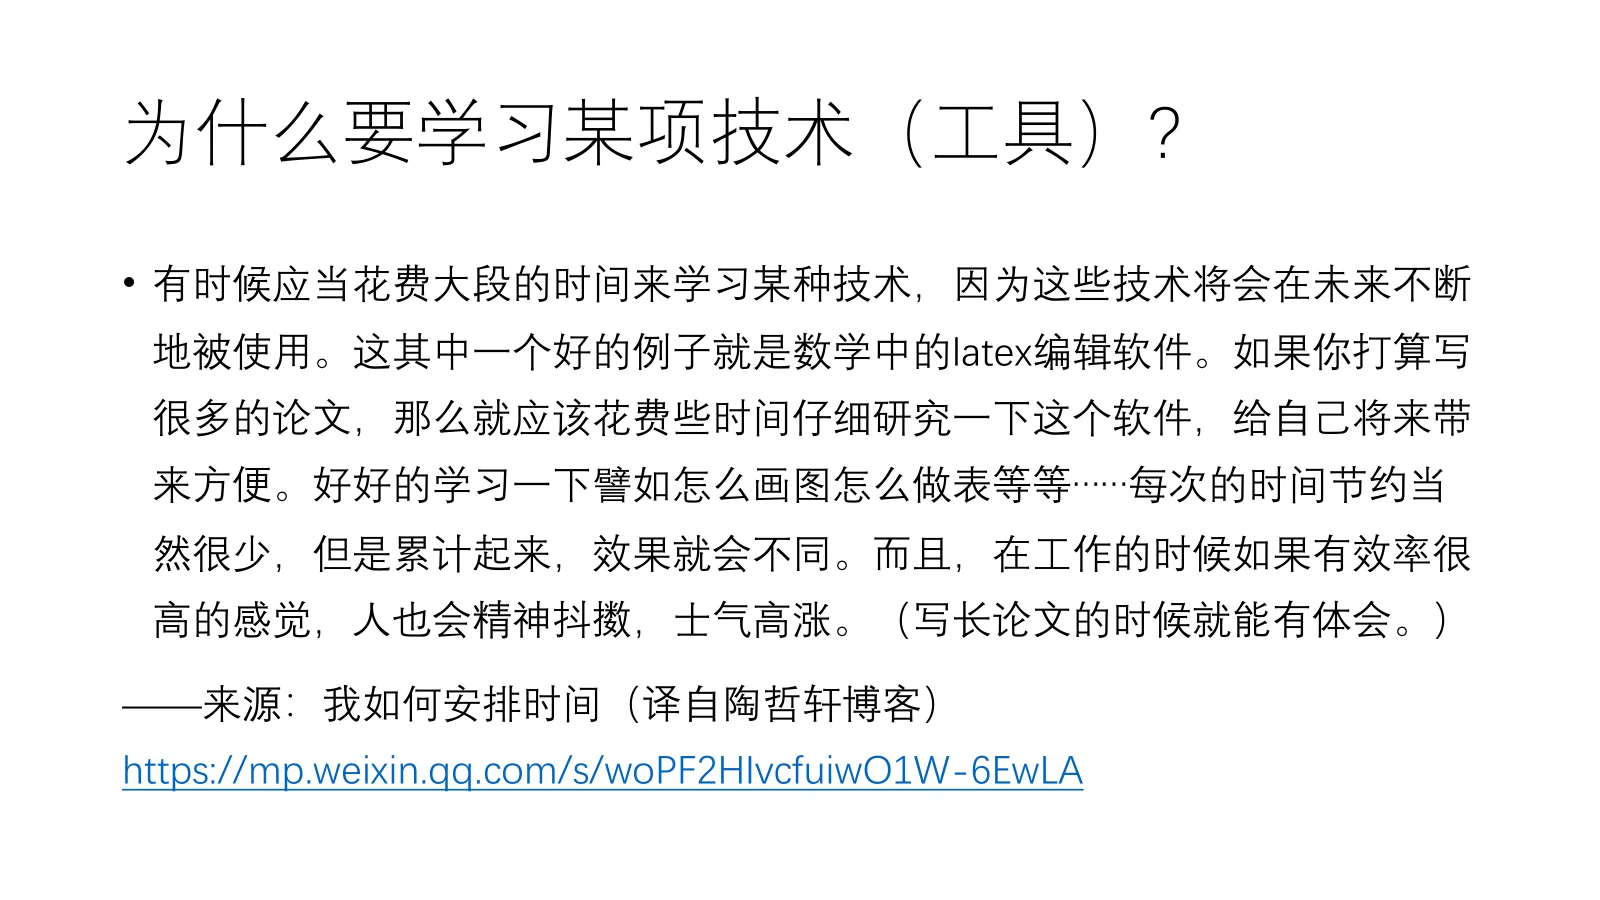 为什么要学习某项技术（工具）?
• 有时候应当花费大段的时间来学习某种技术，因为这些技术将会在未来不断
地被使用。这其中一个好的例子就是数学中的latex编辑软件。如果你打算写
很多的论文，那么就应该花费些时间仔细研究一下这个软件，给自己将来带
来方便。好好的学习一下譬如怎么画图怎么做表等等……每次的时间节约当
然很少，但是累计起来，效果就会不同。而且，在工作的时候如果有效率很
高的感觉，人也会精神抖擞，士气高涨。（写长论文的时候就能有体会。）
——来源：我如何安排时间（译自陶哲轩博客）
https://mp.weixin.qq.com/s/woPF2HIvcfuiwO1W-6EwLA